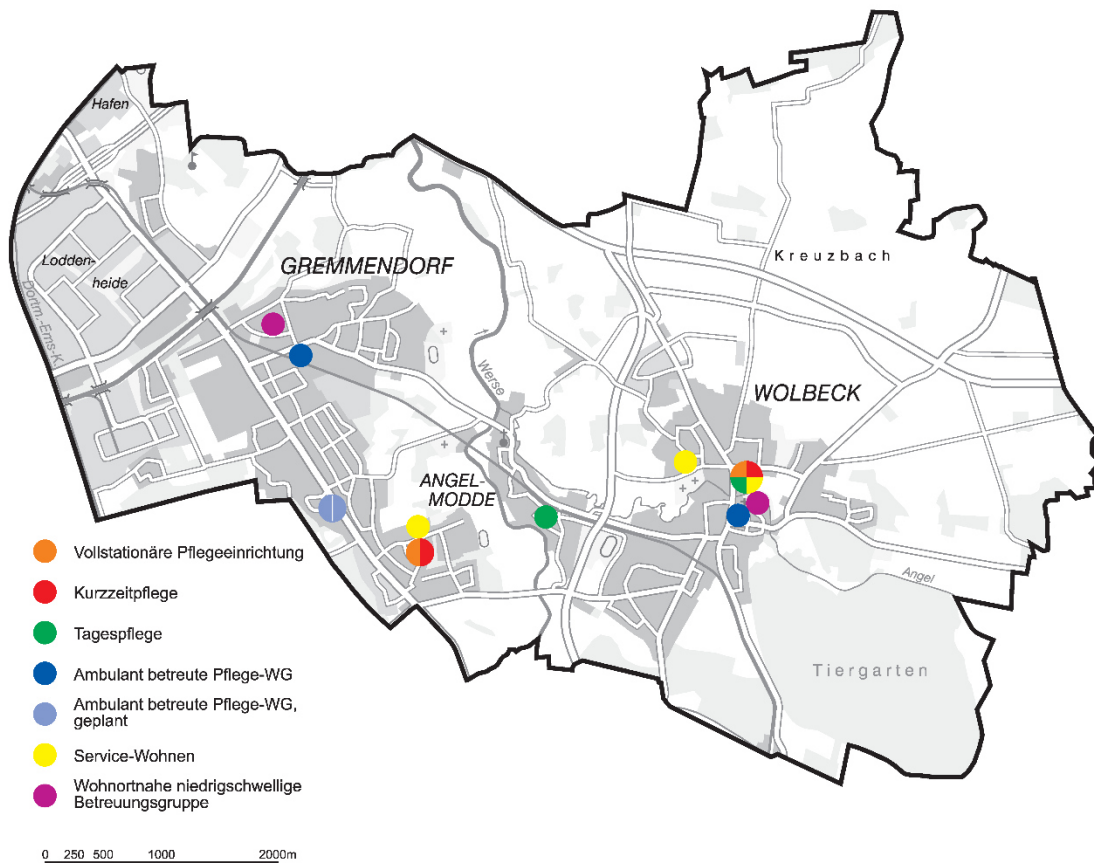 Hafen
Lodden-
heide
Dortm.-Ems-K.
GREMMENDORF
Kreuzbach
Werse
WOLBECK
ANGEL-
MODDE
Angel
Tiergarten
Vollstationäre Pflegeeinrichtung
Kurzzeitpflege
Tagespflege
Ambulant betreute Pflege-WG
Ambulant betreute Pflege-WG,
geplant
Service-Wohnen
Wohnortnahe niedrigschwellige
Betreuungsgruppe
0 250 500 1000 2000m